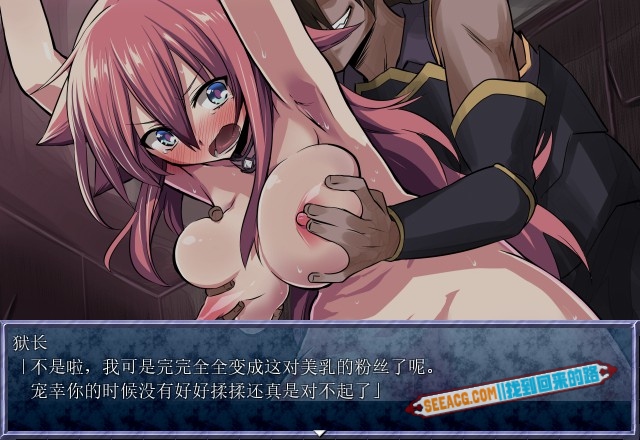 狱长
「不是啦，我可是完完全全变成这对美乳的粉丝了呢。
宠幸你的时候没有好好揉揉还真是对不起了」
SEEACG.COM||找到回来的路